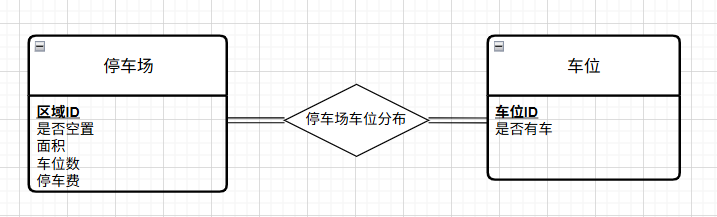 停车场
区域ID
是否空置
面积
车位数
停车费
停车场车位分布
车位
车位ID
是否有车